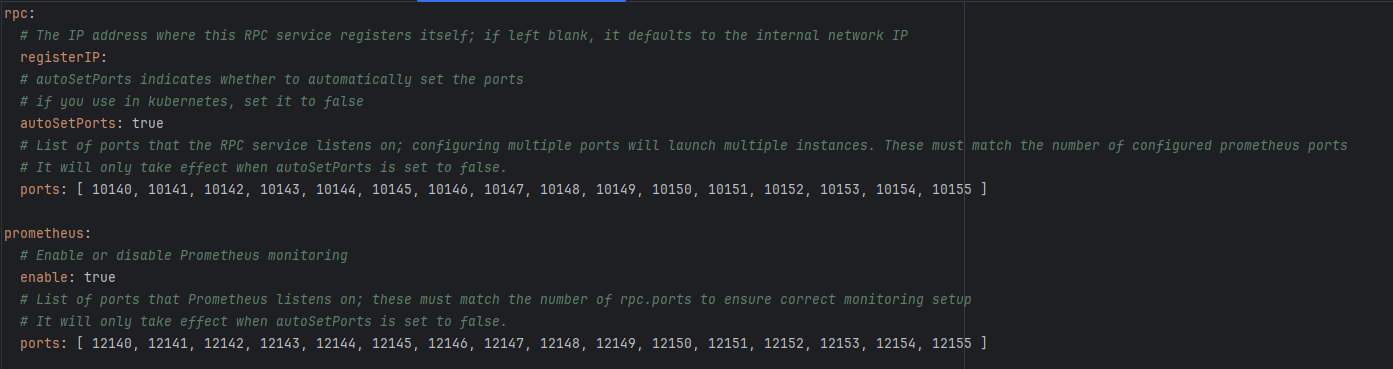 rpc:
# The IP address where this RPC service registers itself; if left blank, it defaults to the internal network IP
registerIP:
# autoSetPorts indicates whether to automatically set the ports
# if you use in kubernetes, set it to false
autoSetPorts: true
# List of ports that the RPC service listens on; configuring multiple ports will launch multiple instances. These must match the number of configured prometheus ports
# It will only take effect when autoSetPorts is set to false.
ports: [ 10140, 10141, 10142, 10143, 10144, 10145, 10146, 10147, 10148, 10149, 10150, 10151, 10152, 10153, 10154, 10155 ]
prometheus:
# Enable or disable Prometheus monitoring
enable: true
# List of ports that Prometheus listens on; these must match the number of rpc.ports to ensure correct monitoring setup
# It will only take effect when autoSetPorts is set to false.
ports: [ 12140, 12141, 12142, 12143, 12144, 12145, 12146, 12147, 12148, 12149, 12150, 12151, 12152, 12153, 12154, 12155 ]